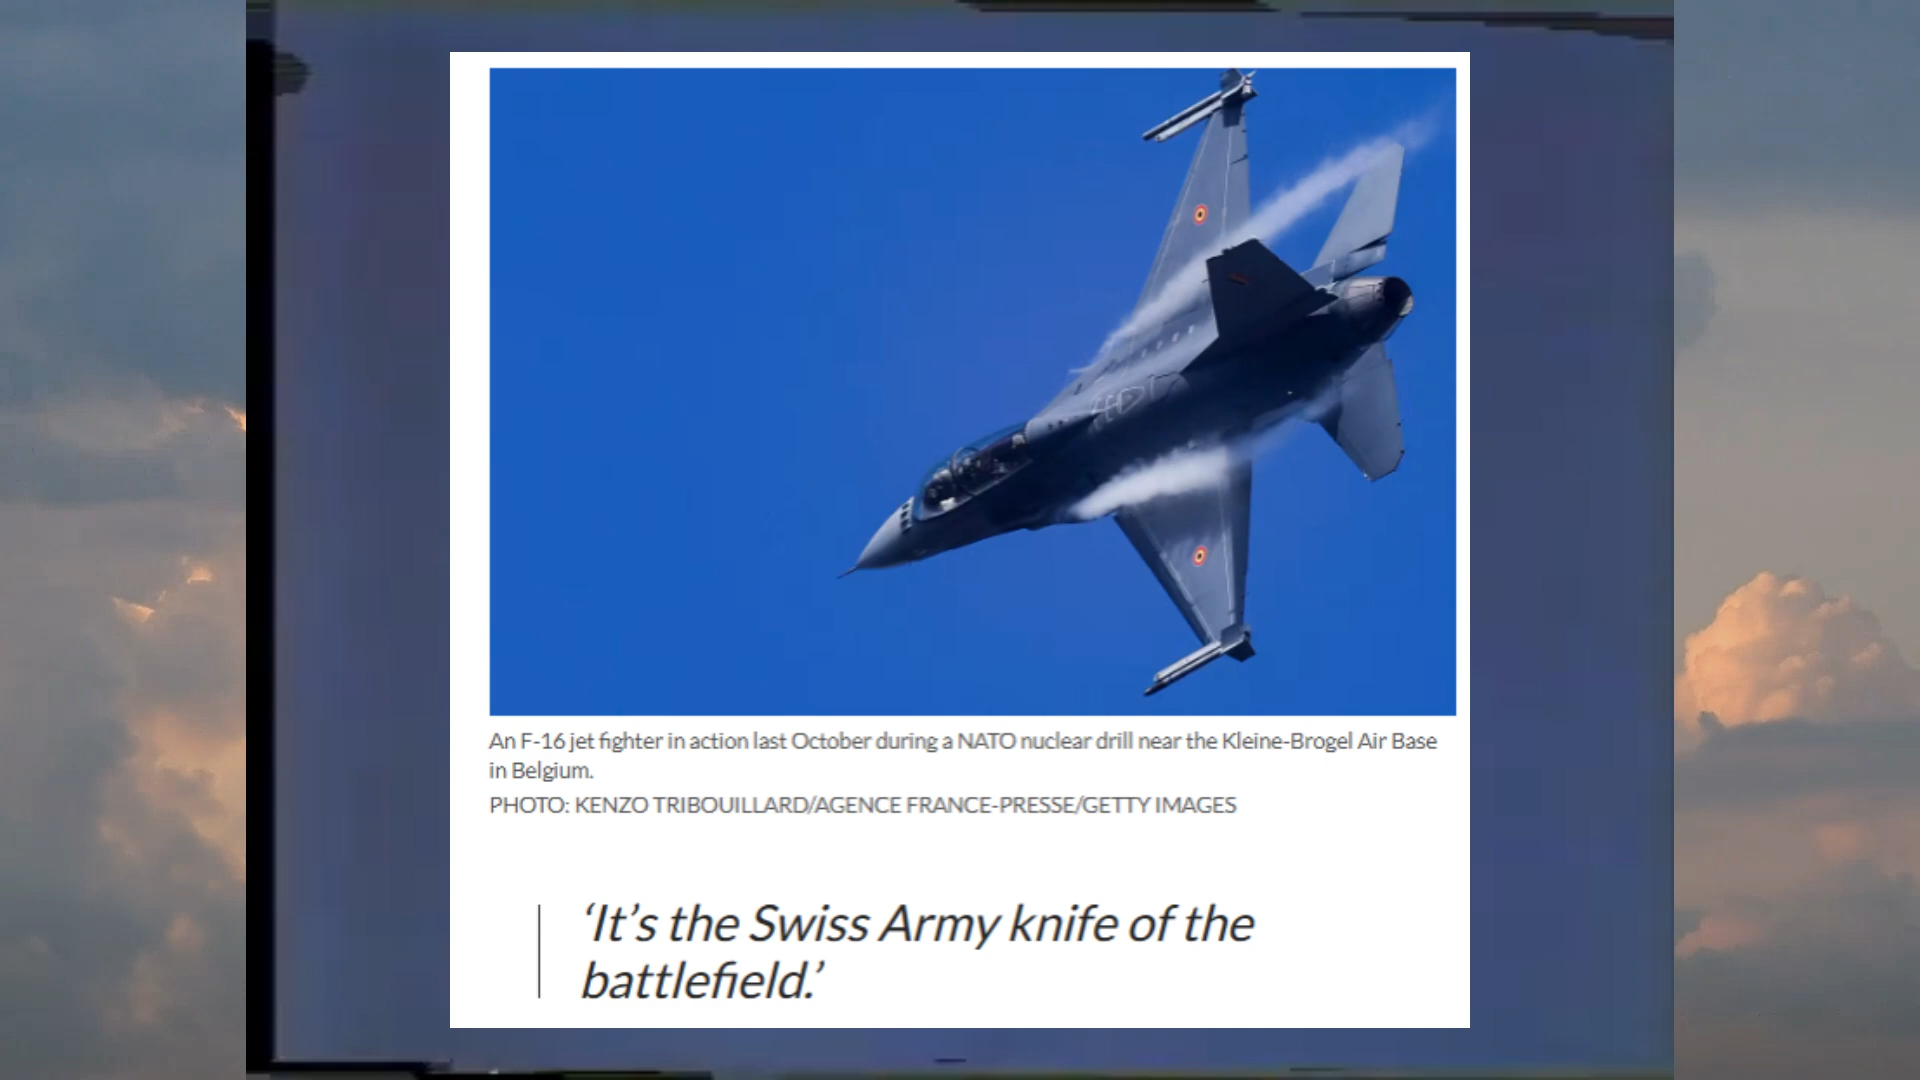 An F-16 jet fighter in action last October during a NATO nuclear drill near the Kleine-Brogel Air Base
in Belgium.
PHOTO: KENZO TRIBOUILLARD/AGENCE FRANCE-PRESSE/GETTY IMAGES
‘It’s the Swiss Army knife of the
battlefield.’